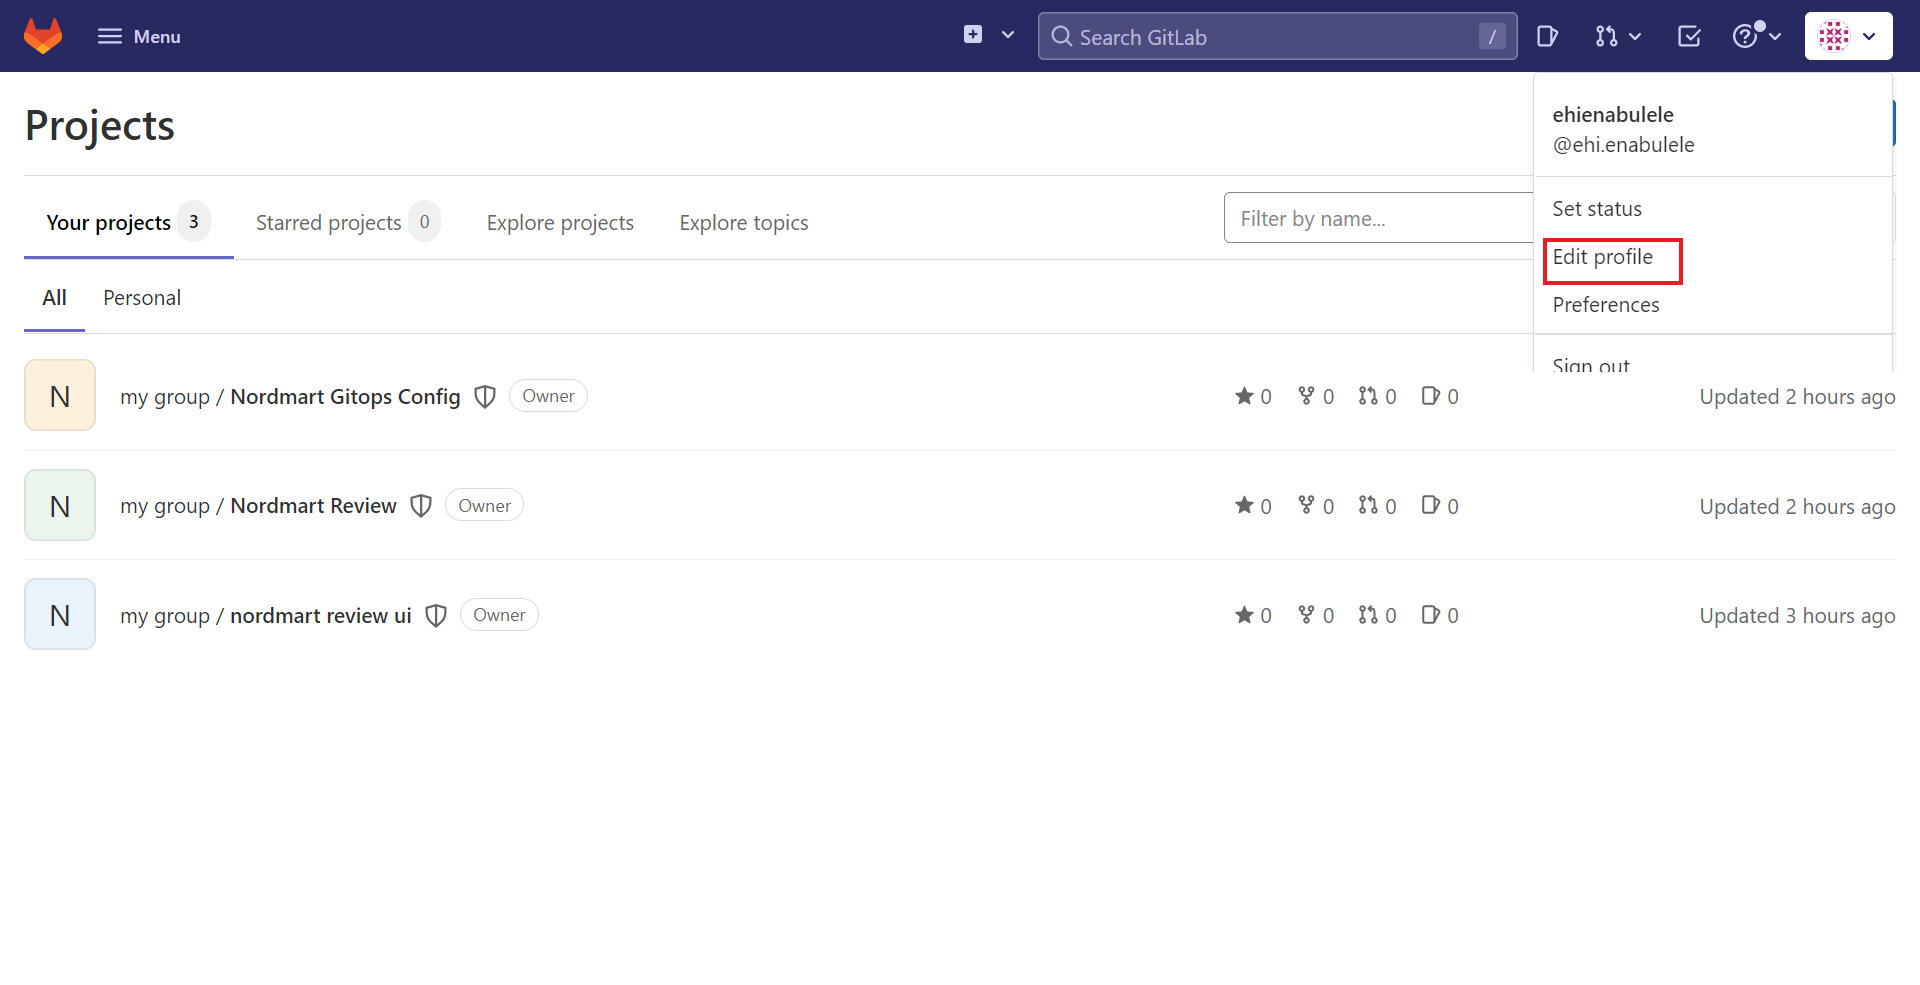 Menu
Search GitLab /
ehienabulele
@ehi.enabulele
Set status
Edit profile
Preferences
Sign out
Projects
Your projects 3 Starred projects 0 Explore projects Explore topics
Filter by name...
All Personal
N my group / Nordmart Gitops Config Owner 0 0 0 0 Updated 2 hours ago
N my group / Nordmart Review Owner 0 0 0 0 Updated 2 hours ago
N my group / nordmart review ui Owner 0 0 0 0 Updated 3 hours ago